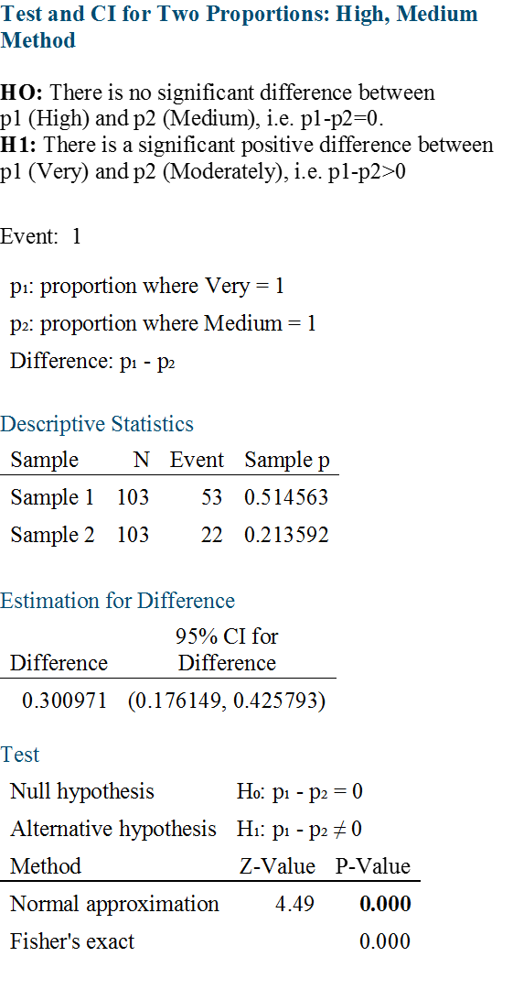 Test and CI for Two Proportions: High, Medium
Method
HO: There is no significant difference between
p1 (High) and p2 (Medium), i.e. p1-p2=0.
H1: There is a significant positive difference between
p1 (Very) and p2 (Moderately), i.e. p1-p2>0
Event: 1
p₁: proportion where Very = 1
p₂: proportion where Medium = 1
Difference: p₁ - p₂
Descriptive Statistics
Sample N Event Sample p
Sample 1 103 53 0.514563
Sample 2 103 22 0.213592
Estimation for Difference
95% CI for
Difference Difference
0.300971 (0.176149, 0.425793)
Test
Null hypothesis H₀: p₁ - p₂ = 0
Alternative hypothesis H₁: p₁ - p₂ ≠ 0
Method Z-Value P-Value
Normal approximation 4.49 0.000
Fisher's exact 0.000